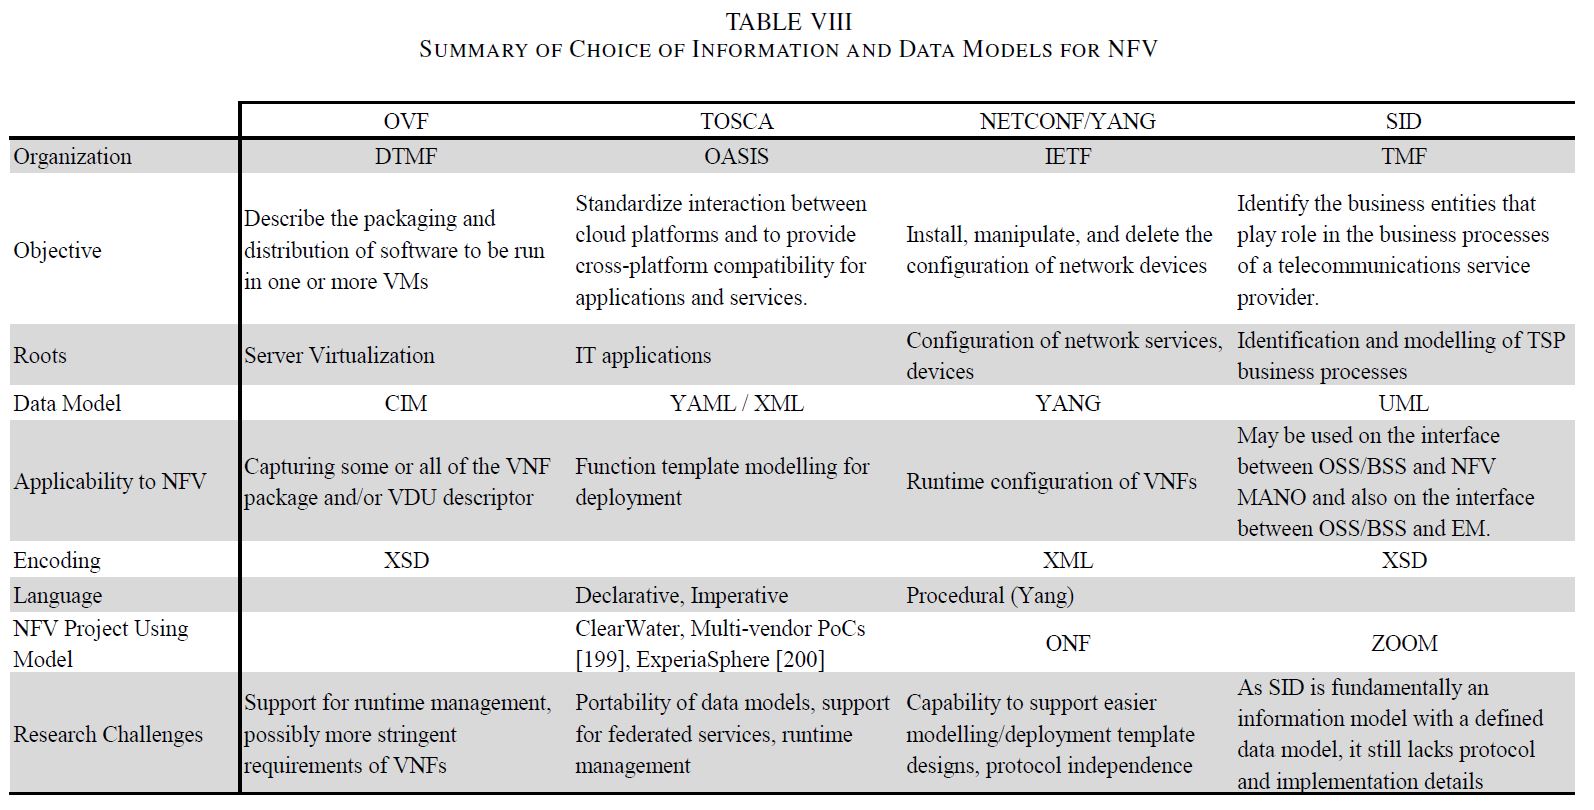 TABLE VIII
SUMMARY OF CHOICE OF INFORMATION AND DATA MODELS FOR NFV
OVF TOSCA NETCONF/YANG SID
Organization DTMF OASIS IETF TMF
Objective
Describe the packaging and
distribution of software to be run
in one or more VMs
Standardize interaction between
cloud platforms and to provide
cross-platform compatibility for
applications and services.
Install, manipulate, and delete the
configuration of network devices
Identify the business entities that
play role in the business processes
of a telecommunications service
provider.
Roots
Server Virtualization
IT applications
Configuration of network services,
devices
Identification and modelling of TSP
business processes
Data Model CIM YAML / XML YANG UML
Applicability to NFV
Capturing some or all of the VNF
package and/or VDU descriptor
Function template modelling for
deployment
Runtime configuration of VNFs
May be used on the interface
between OSS/BSS and NFV
MANO and also on the interface
between OSS/BSS and EM.
Encoding XSD XML XSD
Language Declarative, Imperative Procedural (Yang)
NFV Project Using
Model
ClearWater, Multi-vendor PoCs
[199], ExperiaSphere [200]
ONF
ZOOM
Research Challenges
Support for runtime management,
possibly more stringent
requirements of VNFs
Portability of data models, support
for federated services, runtime
management
Capability to support easier
modelling/deployment template
designs, protocol independence
As SID is fundamentally an
information model with a defined
data model, it still lacks protocol
and implementation details